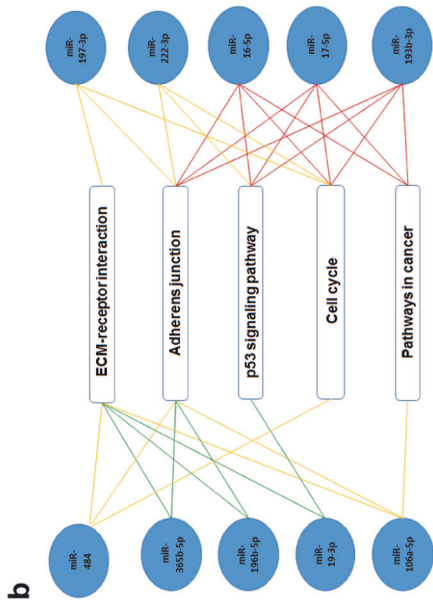 b
miR-
484
miR-
365b-5p
miR-
196b-5p
miR-
19-3p
miR-
106a-5p
ECM-receptor interaction
Adherens junction
p53 signaling pathway
Cell cycle
Pathways in cancer
miR-
197-3p
miR-
222-3p
miR-
16-5p
miR-
17-5p
miR-
193b-3p